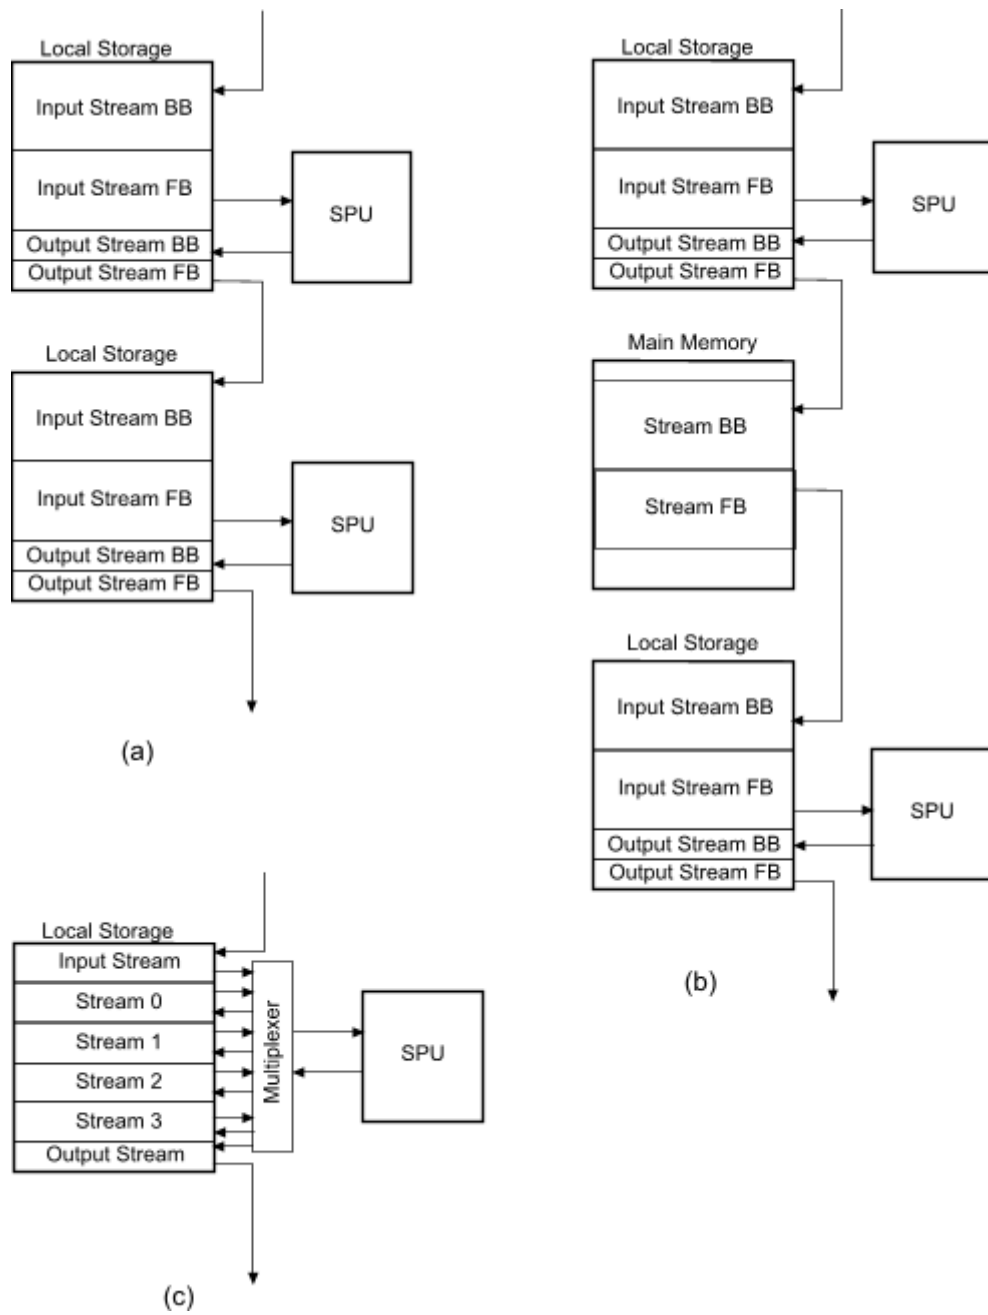 Local Storage
Input Stream BB
Input Stream FB
SPU
Output Stream BB
Output Stream FB
Local Storage
Input Stream BB
Input Stream FB
SPU
Output Stream BB
Output Stream FB
(a)
Local Storage
Input Stream BB
Input Stream FB
SPU
Output Stream BB
Output Stream FB
Main Memory
Stream BB
Stream FB
Local Storage
Input Stream BB
Input Stream FB
SPU
Output Stream BB
Output Stream FB
(b)
Local Storage
Input Stream
Stream 0
Stream 1
Stream 2
Stream 3
Output Stream
Multiplexer
SPU
(c)